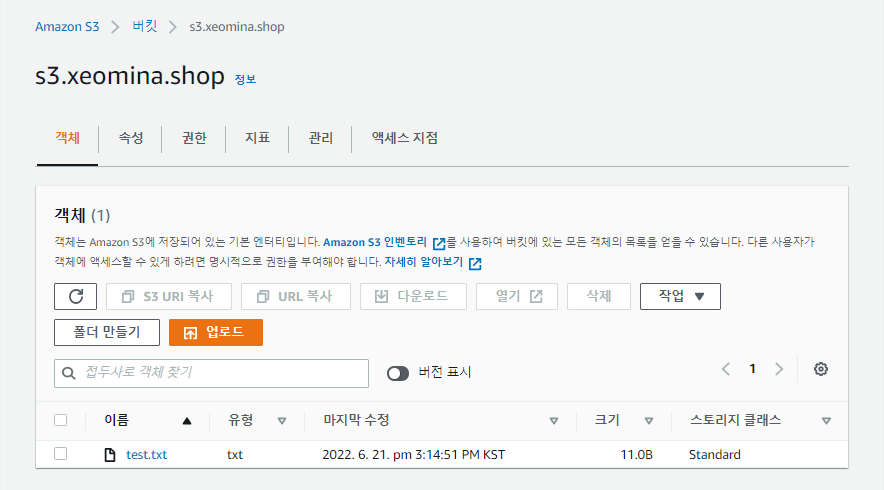 Amazon S3 > 버킷 > s3.xeomina.shop
s3.xeomina.shop 정보
객체 속성 권한 지표 관리 액세스 지점
객체 (1)
객체는 Amazon S3에 저장되어 있는 기본 엔터티입니다. Amazon S3 인벤토리 를 사용하여 버킷에 있는 모든 객체의 목록을 얻을 수 있습니다. 다른 사용자가
객체에 액세스할 수 있게 하려면 명시적으로 권한을 부여해야 합니다. 자세히 알아보기
S3 URI 복사 URL 복사 다운로드 열기 삭제 작업
폴더 만들기 업로드
접두사로 객체 찾기 버전 표시 < 1 >
이름 유형 마지막 수정 크기 스토리지 클래스
test.txt txt 2022. 6. 21. pm 3:14:51 PM KST 11.0B Standard